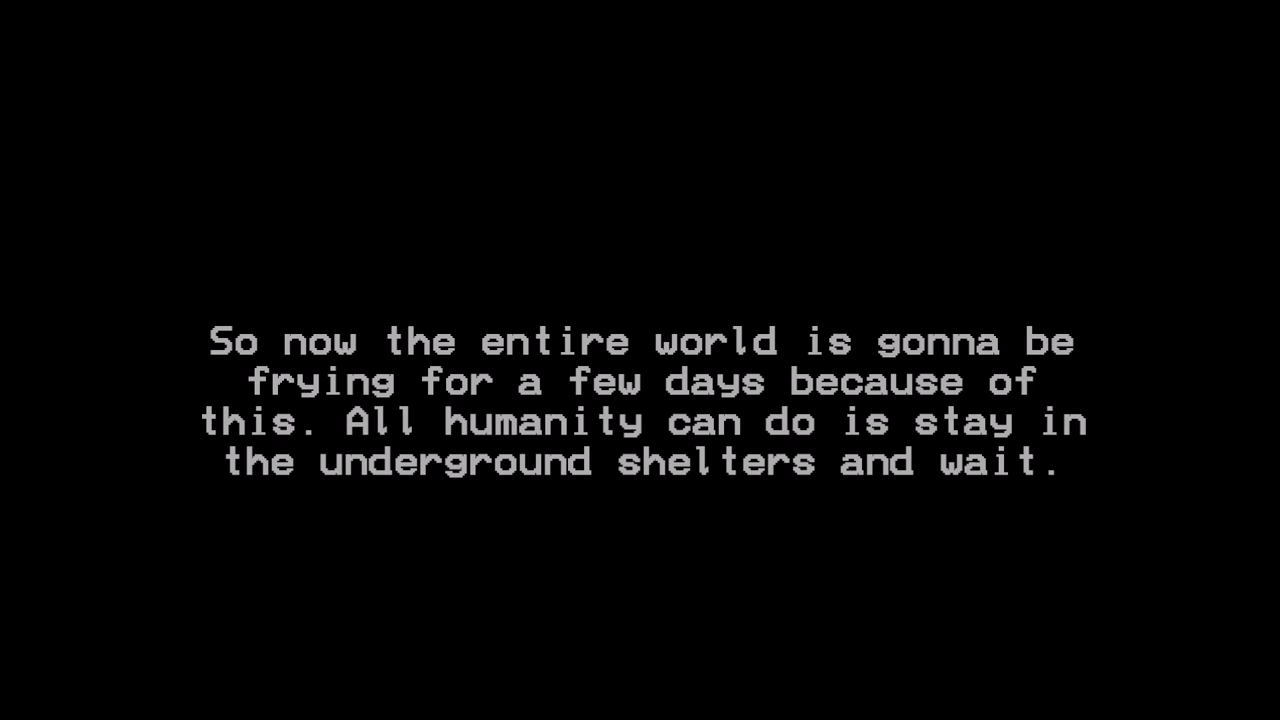 So now the entire world is gonna be
frying for a few days because of
this. All humanity can do is stay in
the underground shelters and wait.